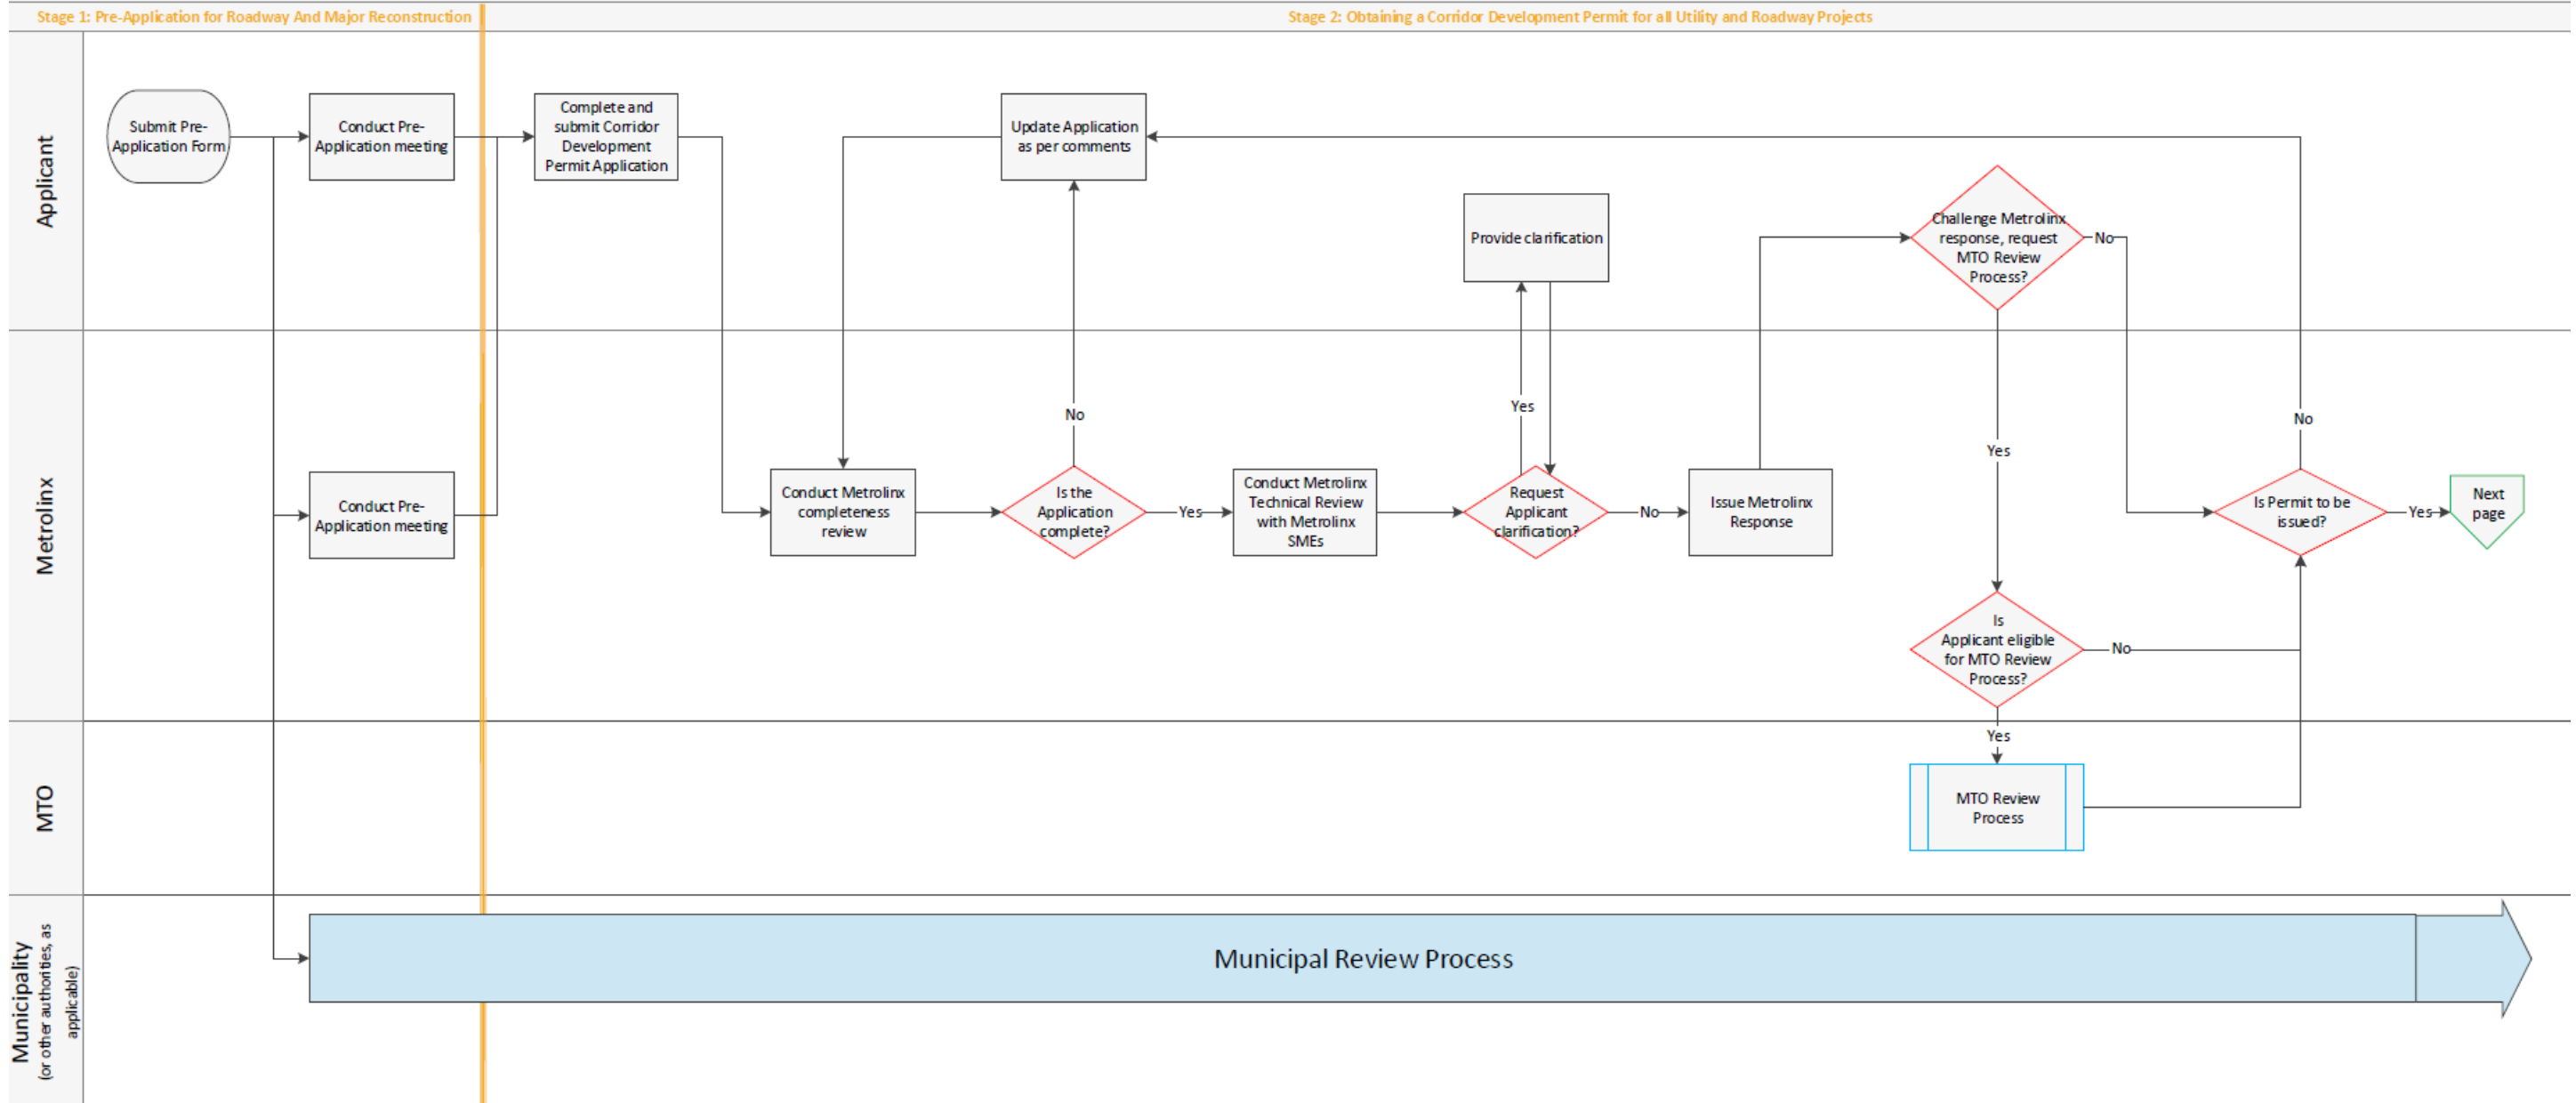 Stage 1: Pre-Application for Roadway And Major Reconstruction
Stage 2: Obtaining a Corridor Development Permit for all Utility and Roadway Projects
Applicant
Submit Pre-
Application Form
Conduct Pre-
Application meeting
Complete and
submit Corridor
Development
Permit Application
Update Application
as per comments
Provide clarification
Challenge Metrolinx
response, request
MTO Review
Process?
No
Metrolinx
Conduct Pre-
Application meeting
Conduct Metrolinx
completeness
review
No
Is the
Application
complete?
Yes
Conduct Metrolinx
Technical Review
with Metrolinx
SMEs
Yes
Request
Applicant
clarification?
No
Issue Metrolinx
Response
Yes
Is
Applicant eligible
for MTO Review
Process?
No
No
Is Permit to be
issued?
Yes
Next
page
MTO
Yes
MTO Review
Process
Municipality
(or other authorities, as
applicable)
Municipal Review Process